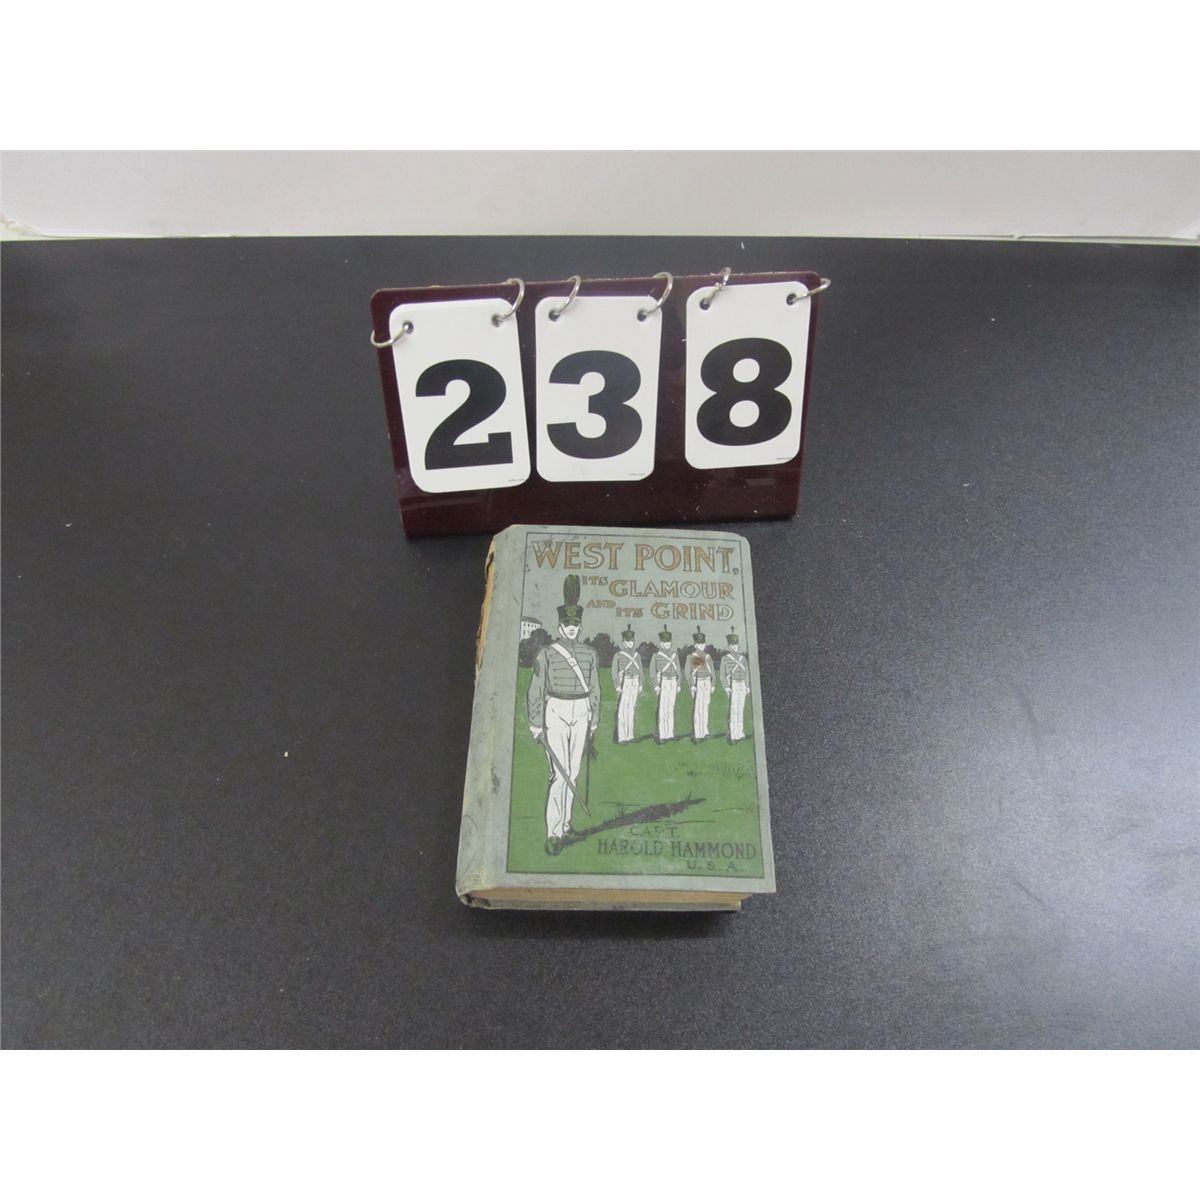 238
WEST POINT,
ITS GLAMOUR
AND ITS GRIND
CAPT.
HAROLD HAMMOND
U.S.A.